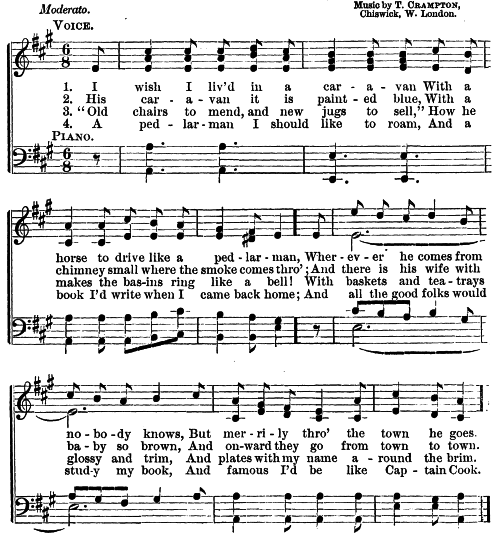 Moderato.
Music by T. CRAMPTON,
Chiswick, W. London.
VOICE.
1. I wish I liv'd in a car - a - van With a
2. His car - a - van it is paint - ed blue, With a
3. “Old chairs to mend, and new jugs to sell,” How he
4. A ped - lar-man I should like to roam, And a
PIANO.
horse to drive like a ped - lar - man, Wher - ev - er he comes from
chimney small where the smoke comes thro'; And there is his wife with
makes the bas-ins ring like a bell! With baskets and tea-trays
book I'd write when I came back home; And all the good folks would
no - bo - dy knows, But mer - ri - ly thro' the town he goes.
ba - by so brown, And on-ward they go from town to town.
glossy and trim, And plates with my name a - round the brim.
stud-y my book, And famous I'd be like Cap - tain Cook.